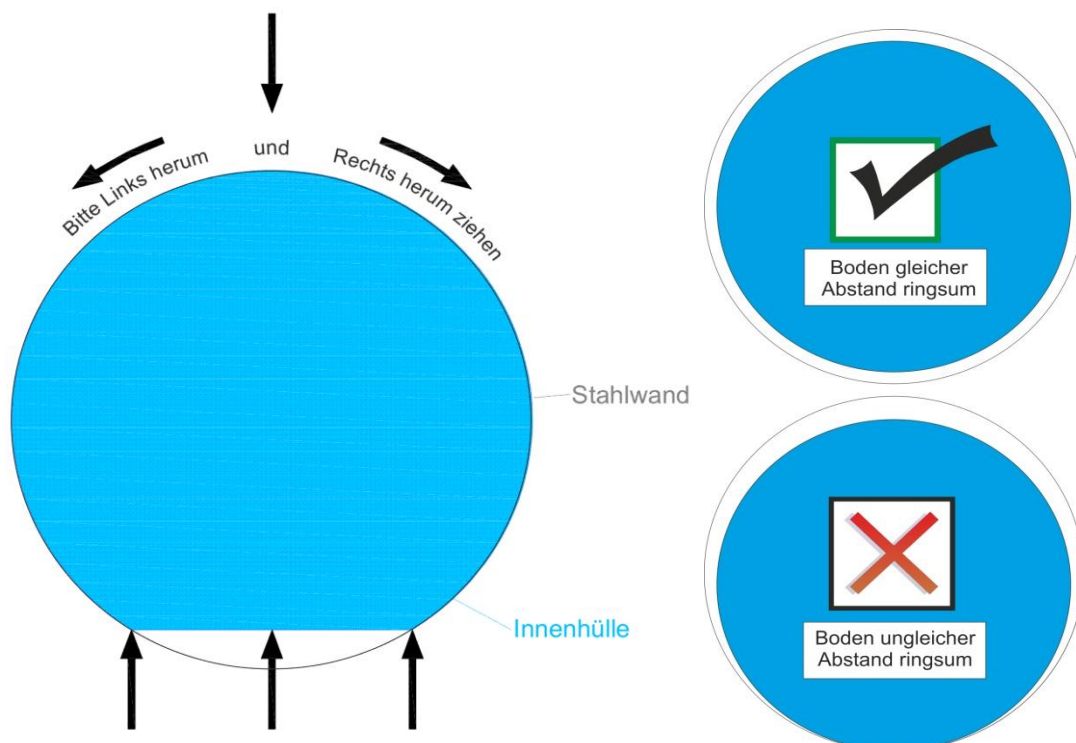 Bitte Links herum
und
Rechts herum ziehen
Stahlwand
Innenhülle
Boden gleicher
Abstand ringsum
Boden ungleicher
Abstand ringsum